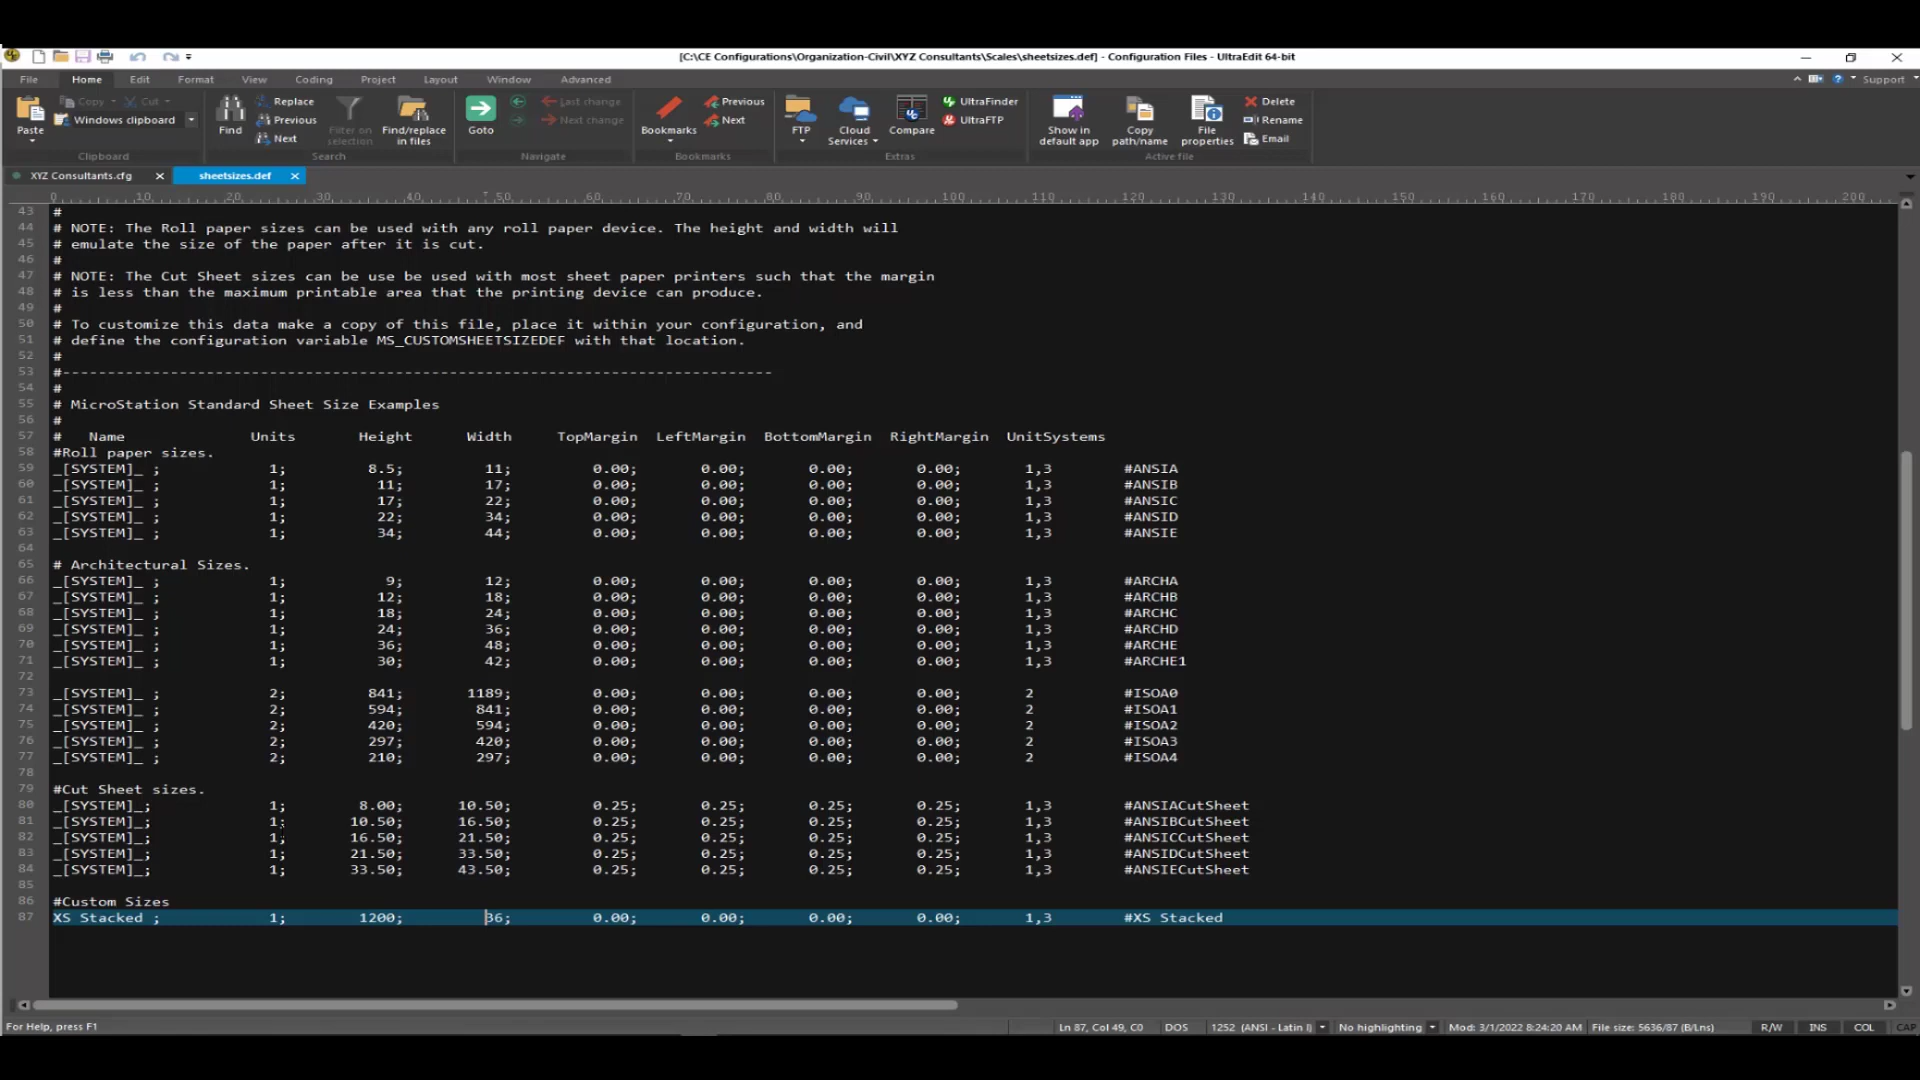 [C:\CE Configurations\Organization-Civil\XYZ Consultants\Scales\sheetsizes.def] - Configuration Files - UltraEdit 64-bit
File Home Edit Format View Coding Project Layout Window Advanced Support
Paste Copy Cut Windows clipboard Clipboard
Find Replace Previous Next Filter on selection Find/replace in files Search
Goto Last change Next change Navigate
Bookmarks Previous Next Bookmarks
FTP Cloud Services Compare UltraFinder UltraFTP Extras
Show in default app Copy path/name File properties Delete Rename Email Active file
XYZ Consultants.cfg sheetsizes.def
0 10 20 30 40 50 60 70 80 90 100 110 120 130 140 150 160 170 180 190 200
43 #
44 # NOTE: The Roll paper sizes can be used with any roll paper device. The height and width will
45 # emulate the size of the paper after it is cut.
46 #
47 # NOTE: The Cut Sheet sizes can be use be used with most sheet paper printers such that the margin
48 # is less than the maximum printable area that the printing device can produce.
49 #
50 # To customize this data make a copy of this file, place it within your configuration, and
51 # define the configuration variable MS_CUSTOMSHEETSIZEDEF with that location.
52 #
53 #-------------------------------------------------------------------------------
54 #
55 # MicroStation Standard Sheet Size Examples
56 #
57 # Name Units Height Width TopMargin LeftMargin BottomMargin RightMargin UnitSystems
58 #Roll paper sizes.
59 _[SYSTEM]_ ; 1; 8.5; 11; 0.00; 0.00; 0.00; 0.00; 1,3 #ANSIA
60 _[SYSTEM]_ ; 1; 11; 17; 0.00; 0.00; 0.00; 0.00; 1,3 #ANSIB
61 _[SYSTEM]_ ; 1; 17; 22; 0.00; 0.00; 0.00; 0.00; 1,3 #ANSIC
62 _[SYSTEM]_ ; 1; 22; 34; 0.00; 0.00; 0.00; 0.00; 1,3 #ANSID
63 _[SYSTEM]_ ; 1; 34; 44; 0.00; 0.00; 0.00; 0.00; 1,3 #ANSIE
64
65 # Architectural Sizes.
66 _[SYSTEM]_ ; 1; 9; 12; 0.00; 0.00; 0.00; 0.00; 1,3 #ARCHA
67 _[SYSTEM]_ ; 1; 12; 18; 0.00; 0.00; 0.00; 0.00; 1,3 #ARCHB
68 _[SYSTEM]_ ; 1; 18; 24; 0.00; 0.00; 0.00; 0.00; 1,3 #ARCHC
69 _[SYSTEM]_ ; 1; 24; 36; 0.00; 0.00; 0.00; 0.00; 1,3 #ARCHD
70 _[SYSTEM]_ ; 1; 36; 48; 0.00; 0.00; 0.00; 0.00; 1,3 #ARCHE
71 _[SYSTEM]_ ; 1; 30; 42; 0.00; 0.00; 0.00; 0.00; 1,3 #ARCHE1
72
73 _[SYSTEM]_ ; 2; 841; 1189; 0.00; 0.00; 0.00; 0.00; 2 #ISOA0
74 _[SYSTEM]_ ; 2; 594; 841; 0.00; 0.00; 0.00; 0.00; 2 #ISOA1
75 _[SYSTEM]_ ; 2; 420; 594; 0.00; 0.00; 0.00; 0.00; 2 #ISOA2
76 _[SYSTEM]_ ; 2; 297; 420; 0.00; 0.00; 0.00; 0.00; 2 #ISOA3
77 _[SYSTEM]_ ; 2; 210; 297; 0.00; 0.00; 0.00; 0.00; 2 #ISOA4
78
79 #Cut Sheet sizes.
80 _[SYSTEM]_; 1; 8.00; 10.50; 0.25; 0.25; 0.25; 0.25; 1,3 #ANSIACutSheet
81 _[SYSTEM]_; 1; 10.50; 16.50; 0.25; 0.25; 0.25; 0.25; 1,3 #ANSIBCutSheet
82 _[SYSTEM]_; 1; 16.50; 21.50; 0.25; 0.25; 0.25; 0.25; 1,3 #ANSICCutSheet
83 _[SYSTEM]_; 1; 21.50; 33.50; 0.25; 0.25; 0.25; 0.25; 1,3 #ANSIDCutSheet
84 _[SYSTEM]_; 1; 33.50; 43.50; 0.25; 0.25; 0.25; 0.25; 1,3 #ANSIECutSheet
85
86 #Custom Sizes
87 XS Stacked ; 1; 1200; 36; 0.00; 0.00; 0.00; 0.00; 1,3 #XS Stacked
For Help, press F1 Ln 87, Col 49, C0 DOS 1252 (ANSI - Latin I) No highlighting Mod: 3/1/2022 8:24:20 AM File size: 5636/87 (B/Lns) R/W INS COL CAP